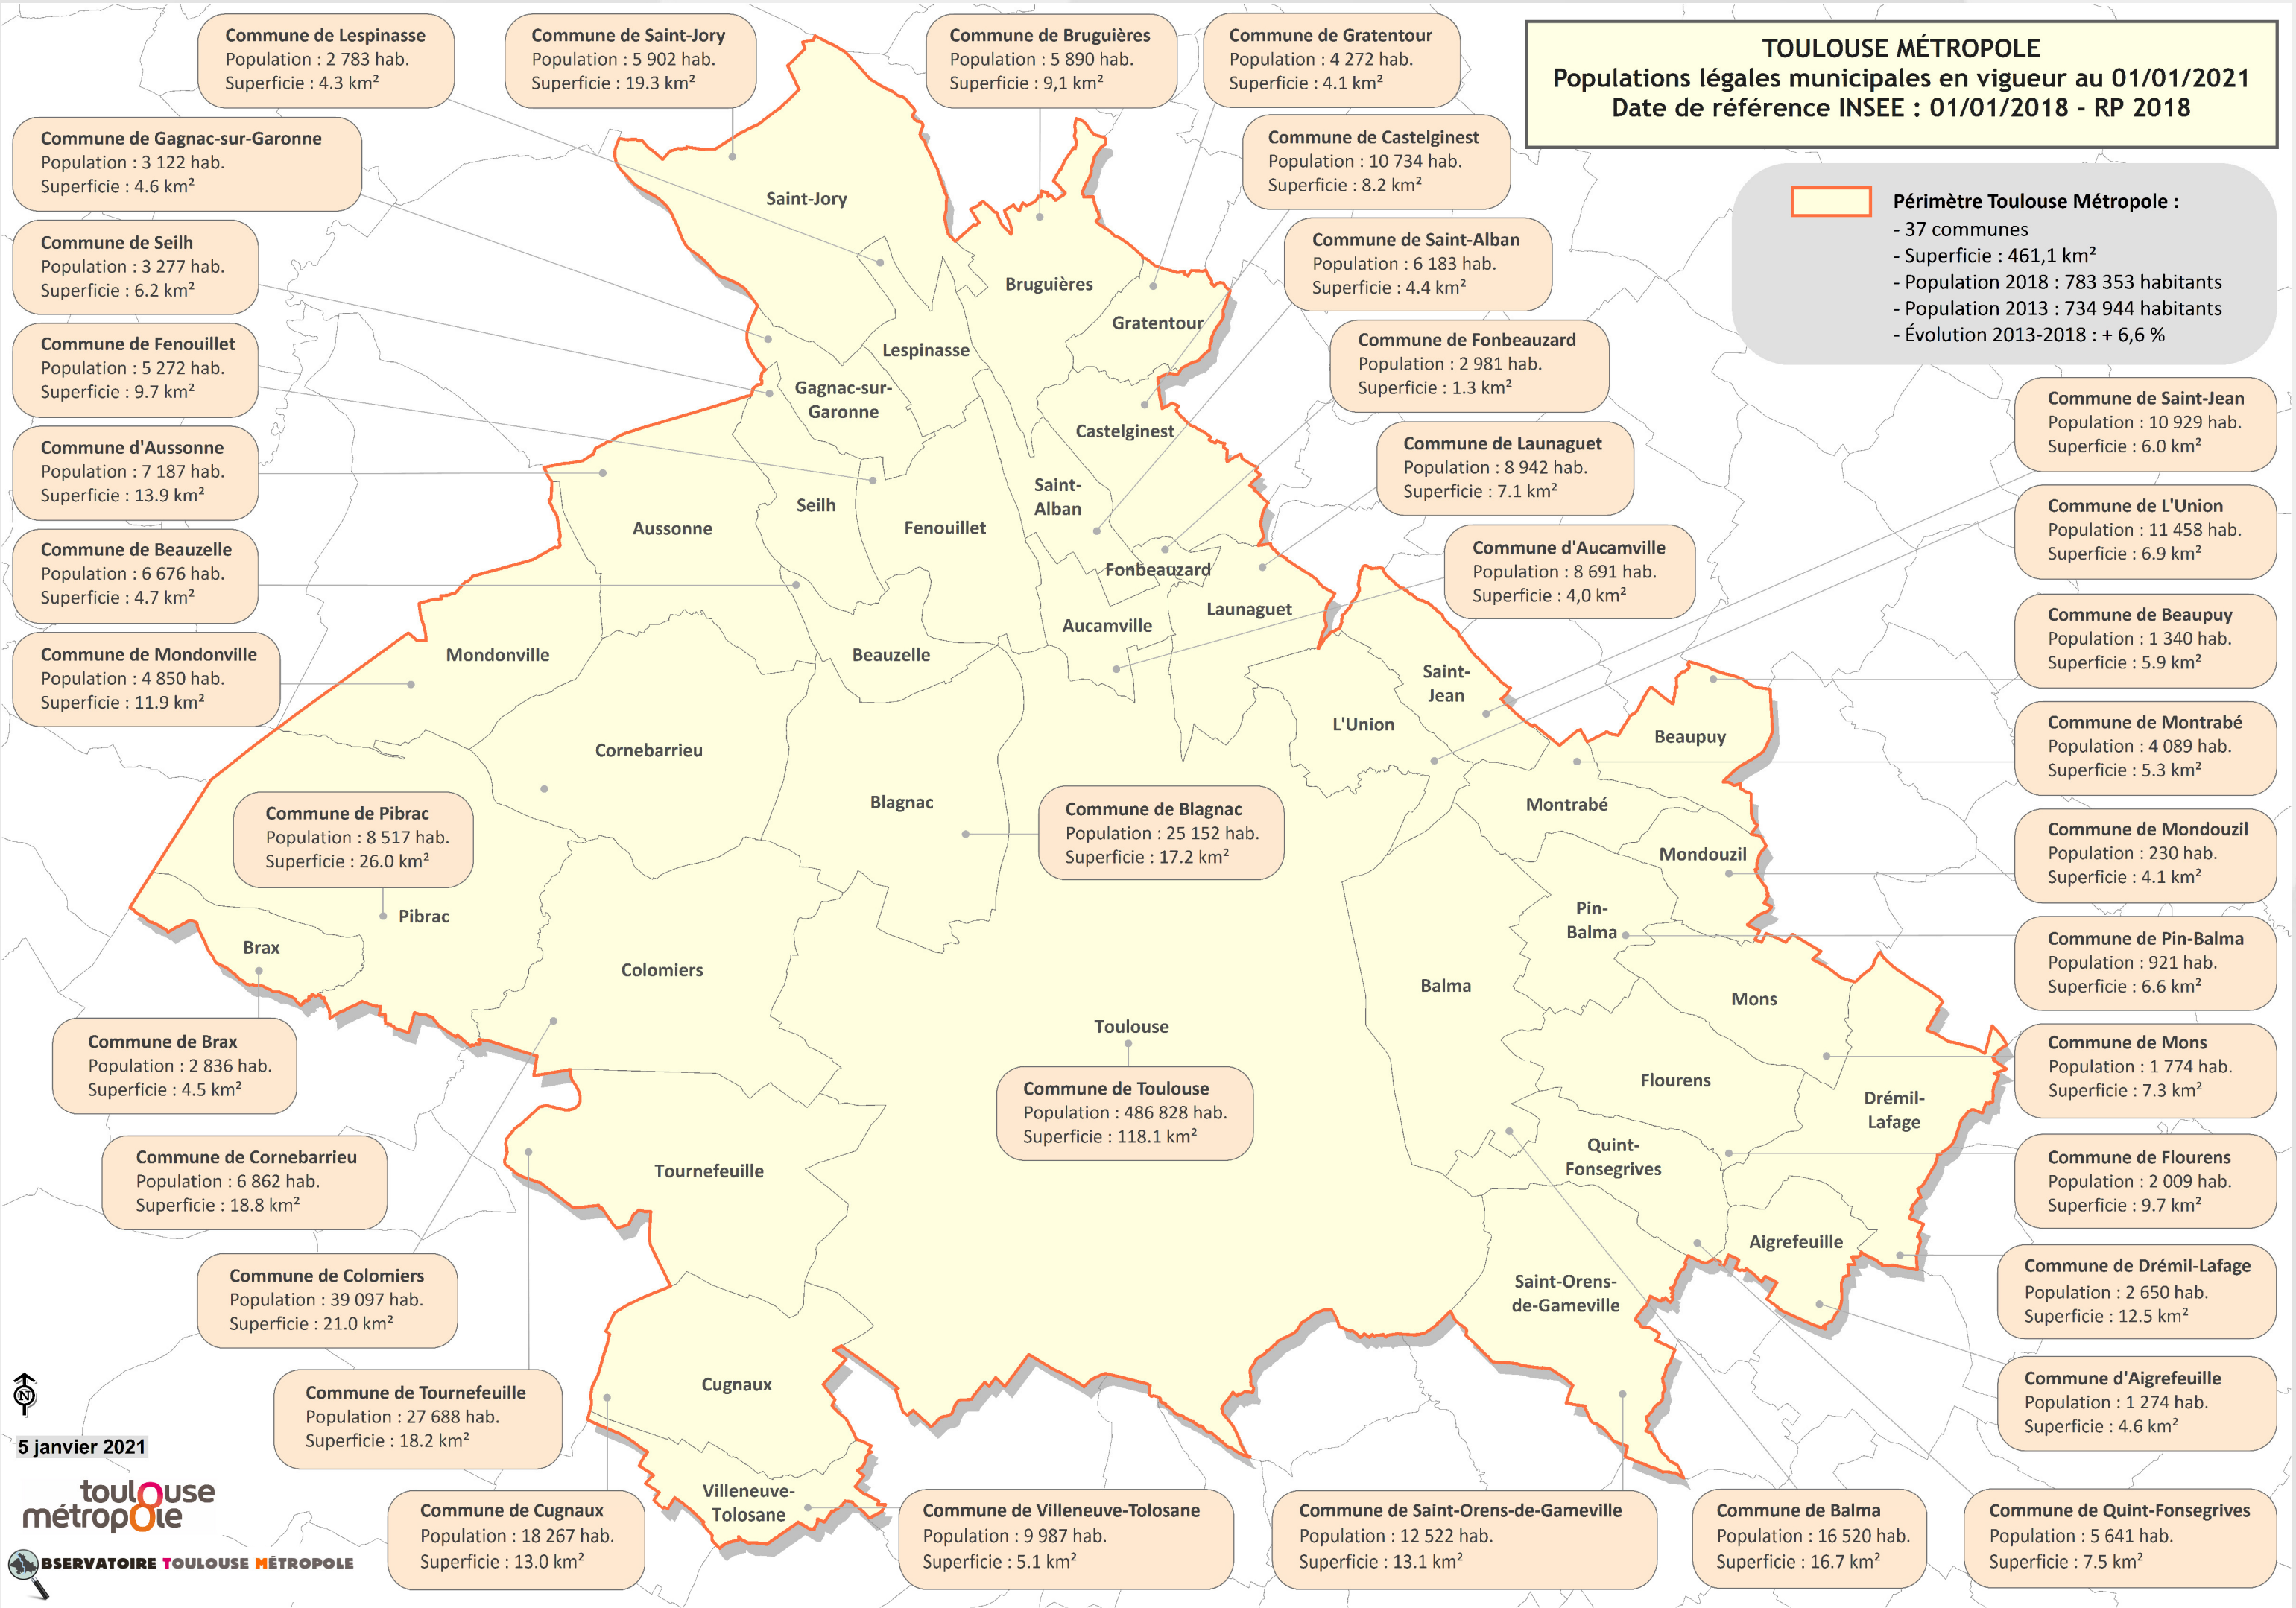 Commune de Lespinasse
Population : 2 783 hab.
Superficie : 4.3 km²
Commune de Saint-Jory
Population : 5 902 hab.
Superficie : 19.3 km²
Commune de Bruguières
Population : 5 890 hab.
Superficie : 9,1 km²
Commune de Gratentour
Population : 4 272 hab.
Superficie : 4.1 km²
TOULOUSE MÉTROPOLE
Populations légales municipales en vigueur au 01/01/2021
Date de référence INSEE : 01/01/2018 - RP 2018
Commune de Gagnac-sur-Garonne
Population : 3 122 hab.
Superficie : 4.6 km²
Commune de Castelginest
Population : 10 734 hab.
Superficie : 8.2 km²
Périmètre Toulouse Métropole :
- 37 communes
- Superficie : 461,1 km²
- Population 2018 : 783 353 habitants
- Population 2013 : 734 944 habitants
- Évolution 2013-2018 : + 6,6 %
Commune de Seilh
Population : 3 277 hab.
Superficie : 6.2 km²
Commune de Saint-Alban
Population : 6 183 hab.
Superficie : 4.4 km²
Commune de Fenouillet
Population : 5 272 hab.
Superficie : 9.7 km²
Commune de Fonbeauzard
Population : 2 981 hab.
Superficie : 1.3 km²
Commune de Saint-Jean
Population : 10 929 hab.
Superficie : 6.0 km²
Commune d'Aussonne
Population : 7 187 hab.
Superficie : 13.9 km²
Commune de Launaguet
Population : 8 942 hab.
Superficie : 7.1 km²
Commune de L'Union
Population : 11 458 hab.
Superficie : 6.9 km²
Commune de Beauzelle
Population : 6 676 hab.
Superficie : 4.7 km²
Commune d'Aucamville
Population : 8 691 hab.
Superficie : 4,0 km²
Commune de Beaupuy
Population : 1 340 hab.
Superficie : 5.9 km²
Commune de Mondonville
Population : 4 850 hab.
Superficie : 11.9 km²
Commune de Montrabé
Population : 4 089 hab.
Superficie : 5.3 km²
Commune de Pibrac
Population : 8 517 hab.
Superficie : 26.0 km²
Commune de Blagnac
Population : 25 152 hab.
Superficie : 17.2 km²
Commune de Mondouzil
Population : 230 hab.
Superficie : 4.1 km²
Commune de Pin-Balma
Population : 921 hab.
Superficie : 6.6 km²
Commune de Brax
Population : 2 836 hab.
Superficie : 4.5 km²
Commune de Toulouse
Population : 486 828 hab.
Superficie : 118.1 km²
Commune de Mons
Population : 1 774 hab.
Superficie : 7.3 km²
Commune de Cornebarrieu
Population : 6 862 hab.
Superficie : 18.8 km²
Commune de Flourens
Population : 2 009 hab.
Superficie : 9.7 km²
Commune de Colomiers
Population : 39 097 hab.
Superficie : 21.0 km²
Commune de Drémil-Lafage
Population : 2 650 hab.
Superficie : 12.5 km²
Commune de Tournefeuille
Population : 27 688 hab.
Superficie : 18.2 km²
Commune d'Aigrefeuille
Population : 1 274 hab.
Superficie : 4.6 km²
Commune de Cugnaux
Population : 18 267 hab.
Superficie : 13.0 km²
Commune de Villeneuve-Tolosane
Population : 9 987 hab.
Superficie : 5.1 km²
Commune de Saint-Orens-de-Gameville
Population : 12 522 hab.
Superficie : 13.1 km²
Commune de Balma
Population : 16 520 hab.
Superficie : 16.7 km²
Commune de Quint-Fonsegrives
Population : 5 641 hab.
Superficie : 7.5 km²
Saint-Jory
Bruguières
Gratentour
Lespinasse
Gagnac-sur-
Garonne
Castelginest
Saint-
Alban
Seilh
Fenouillet
Aussonne
Fonbeauzard
Launaguet
Aucamville
Mondonville
Beauzelle
Saint-
Jean
L'Union
Beaupuy
Cornebarrieu
Blagnac
Montrabé
Mondouzil
Pin-
Balma
Pibrac
Brax
Colomiers
Balma
Mons
Toulouse
Flourens
Drémil-
Lafage
Quint-
Fonsegrives
Tournefeuille
Aigrefeuille
Saint-Orens-
de-Gameville
Cugnaux
Villeneuve-
Tolosane
N
5 janvier 2021
toulouse
métropole
OBSERVATOIRE TOULOUSE MÉTROPOLE